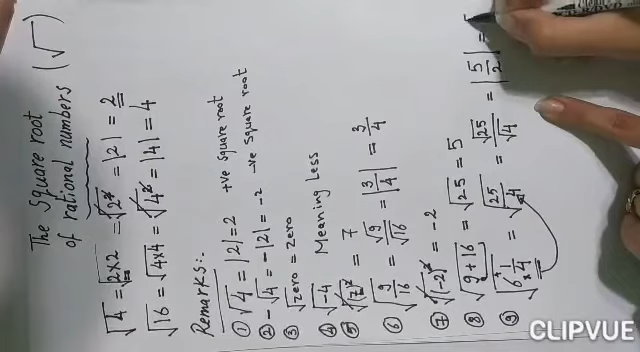 The Square root
of rational numbers (√ )
√4 = √2×2 = √2² = |2| = 2
√16 = √4×4 = √4² = |4| = 4
Remarks:-
① √4 = |2| = 2 +ve square root
② -√4 = -|2| = -2 -ve square root
③ √zero = zero
④ √-4 Meaning Less
⑤ √(7)² = 7
⑥ √9/16 = √9/√16 = |3/4| = 3/4
⑦ √(-2)² = -2
⑧ √9+16 = √25 = 5
⑨ √6 1/4 = √25/4 = √25/√4 = |5/2| =
CLIPVUE